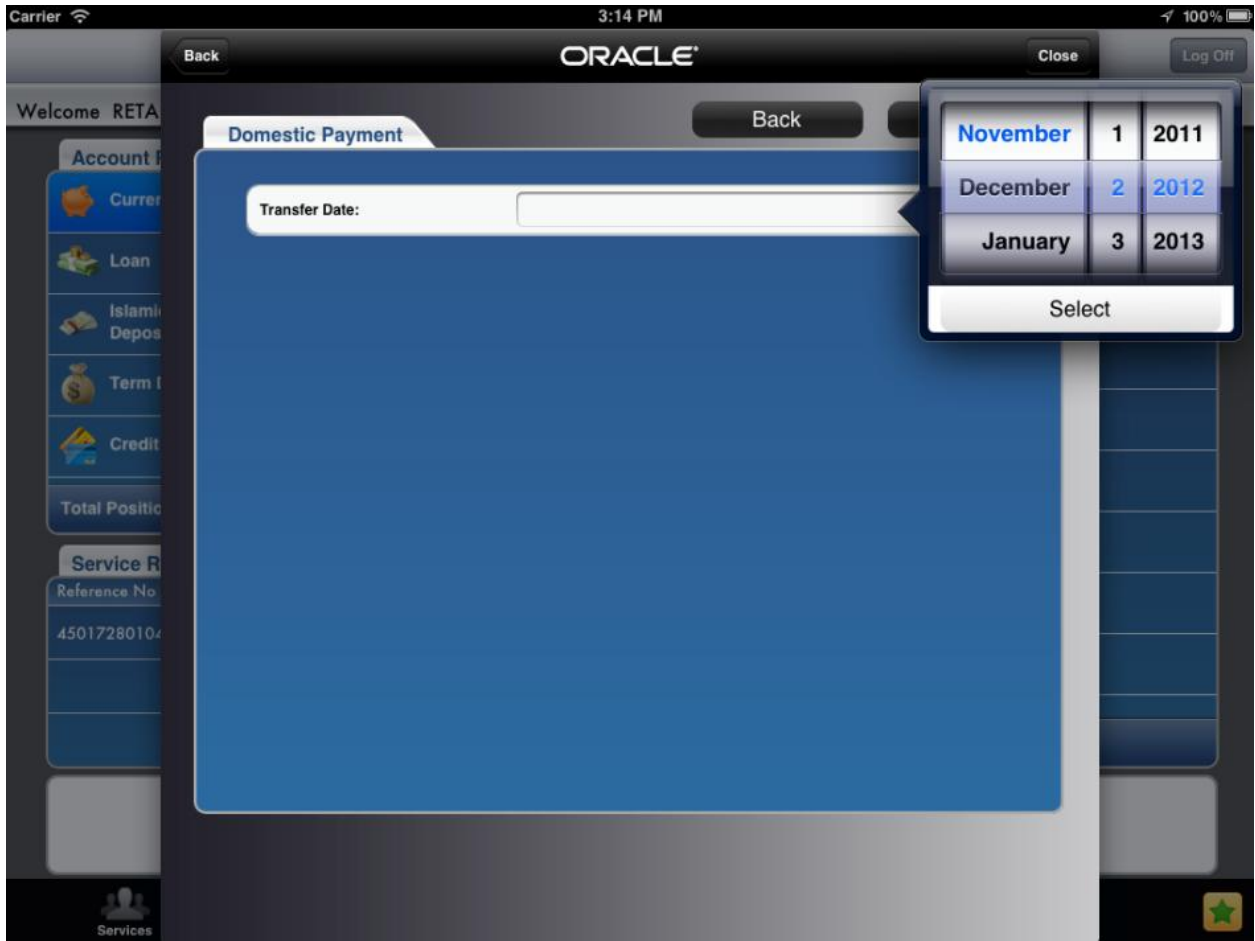 Carrier 3:14 PM 100%
Back ORACLE Close Log Off
Welcome RETA
Domestic Payment
Back
Transfer Date:
November 1 2011
December 2 2012
January 3 2013
Select
Account
Curren
Loan
Islami
Depos
Term
Credit
Total Positio
Service R
Reference No
4501728010
Services